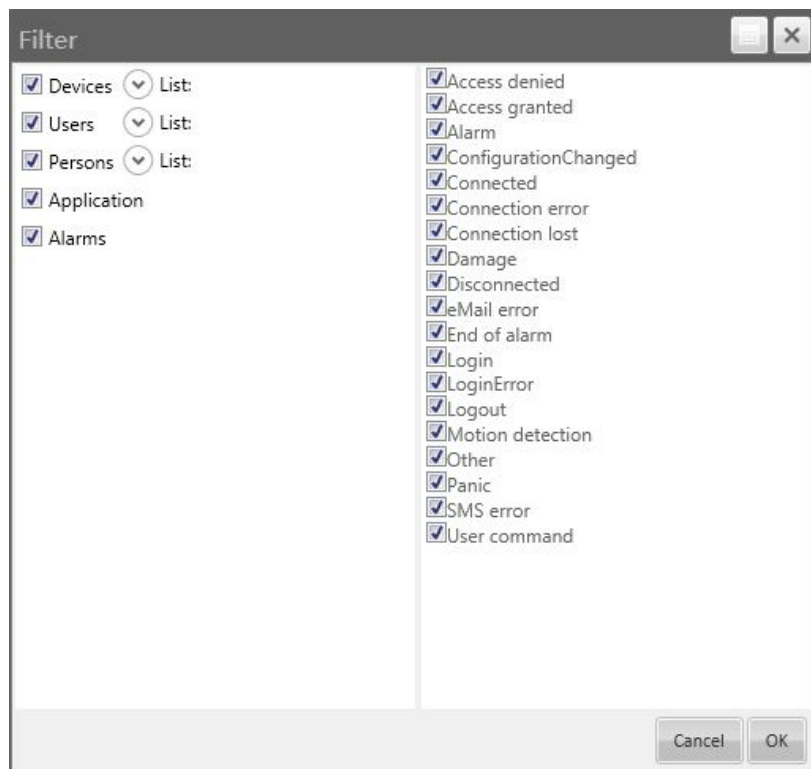 Filter
Devices List:
Users List:
Persons List:
Application
Alarms
Access denied
Access granted
Alarm
ConfigurationChanged
Connected
Connection error
Connection lost
Damage
Disconnected
eMail error
End of alarm
Login
LoginError
Logout
Motion detection
Other
Panic
SMS error
User command
Cancel OK